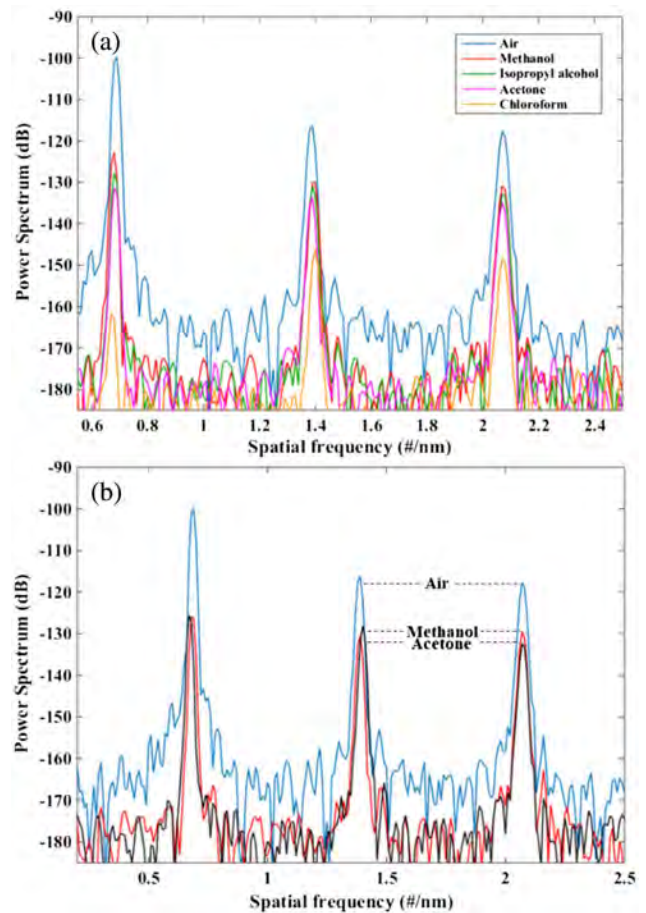 -90
(a)
Air
Methanol
Isopropyl alcohol
Acetone
Chloroform
-100
-110
-120
-130
-140
-150
-160
-170
-180
Power Spectrum (dB)
0.6 0.8 1 1.2 1.4 1.6 1.8 2 2.2 2.4
Spatial frequency (#/nm)
-90
(b)
-100
-110
-120
-130
-140
-150
-160
-170
-180
Power Spectrum (dB)
Air
Methanol
Acetone
0.5 1 1.5 2 2.5
Spatial frequency (#/nm)